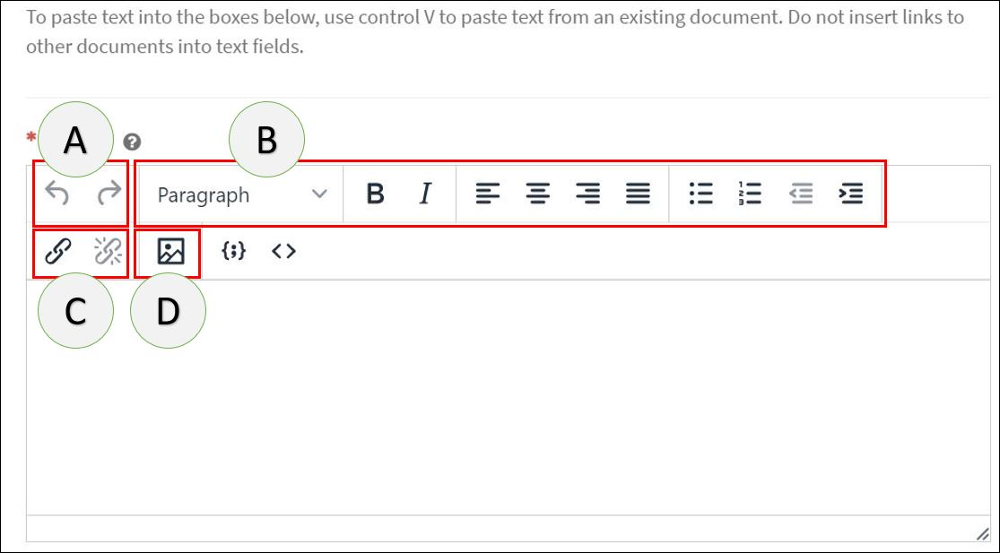 To paste text into the boxes below, use control V to paste text from an existing document. Do not insert links to
other documents into text fields.
* A ? B
Paragraph B I
C D